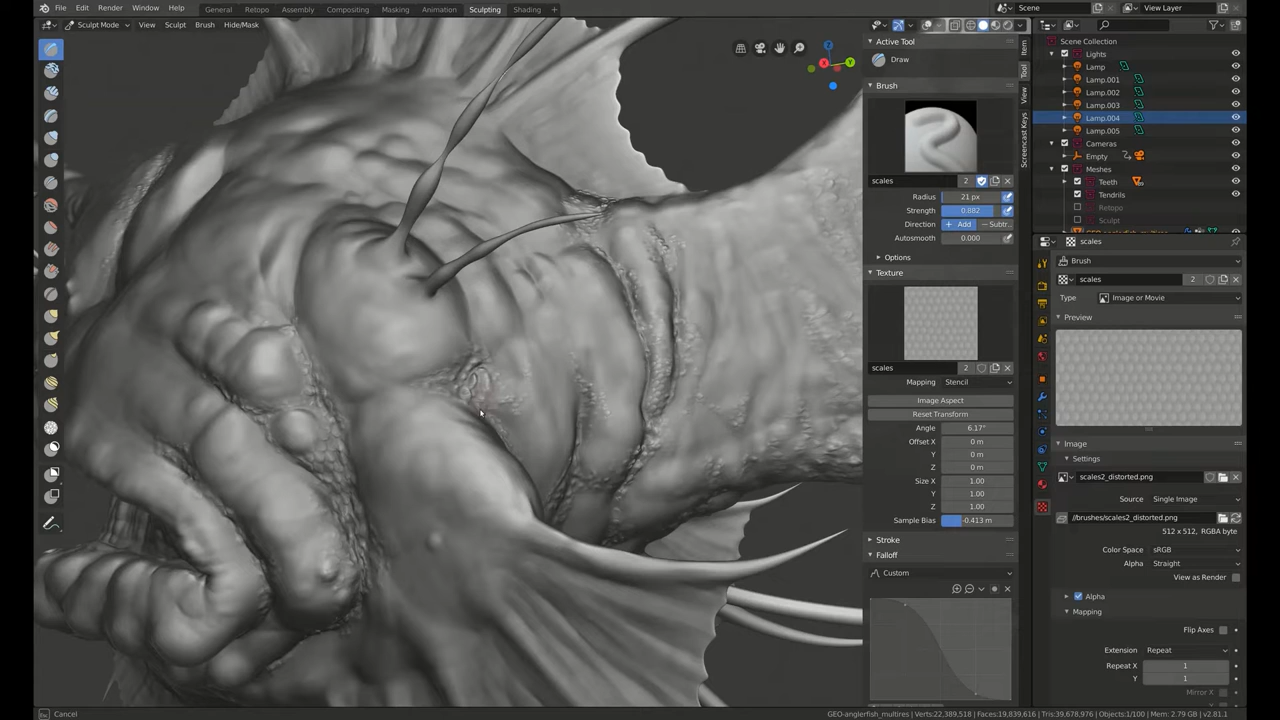 File Edit Render Window Help General Retopo Assembly Compositing Masking Animation Sculpting Shading + Scene View Layer
Sculpt Mode View Sculpt Brush Hide/Mask
Active Tool
Draw
Brush
scales 2
Radius 21 px
Strength 0.882
Direction + Add — Subtr..
Autosmooth 0.000
Options
Texture
scales 2
Mapping Stencil
Image Aspect
Reset Transform
Angle 6.17°
Offset X 0 m
Y 0 m
Z 0 m
Size X 1.00
Y 1.00
Z 1.00
Sample Bias -0.413 m
Stroke
Falloff
Custom
Item
Tool
View
Screencast Keys
Scene Collection
Lights
Lamp
Lamp.001
Lamp.002
Lamp.003
Lamp.004
Lamp.005
Cameras
Empty
Meshes
Teeth
Tendrils
Retopo
Sculpt
scales
Brush
scales 2
Type Image or Movie
Preview
Image
Settings
scales2_distorted.png
Source Single Image
//brushes/scales2_distorted.png
512 x 512, RGBA byte
Color Space sRGB
Alpha Straight
View as Render
Alpha
Mapping
Flip Axes
Extension Repeat
Repeat X 1
Y 1
Mirror X
Cancel
GEO-anglerfish_multires | Verts:22,389,518 | Faces:19,839,616 | Tris:39,678,976 | Objects:1/100 | Mem: 2.79 GB | v2.81.1